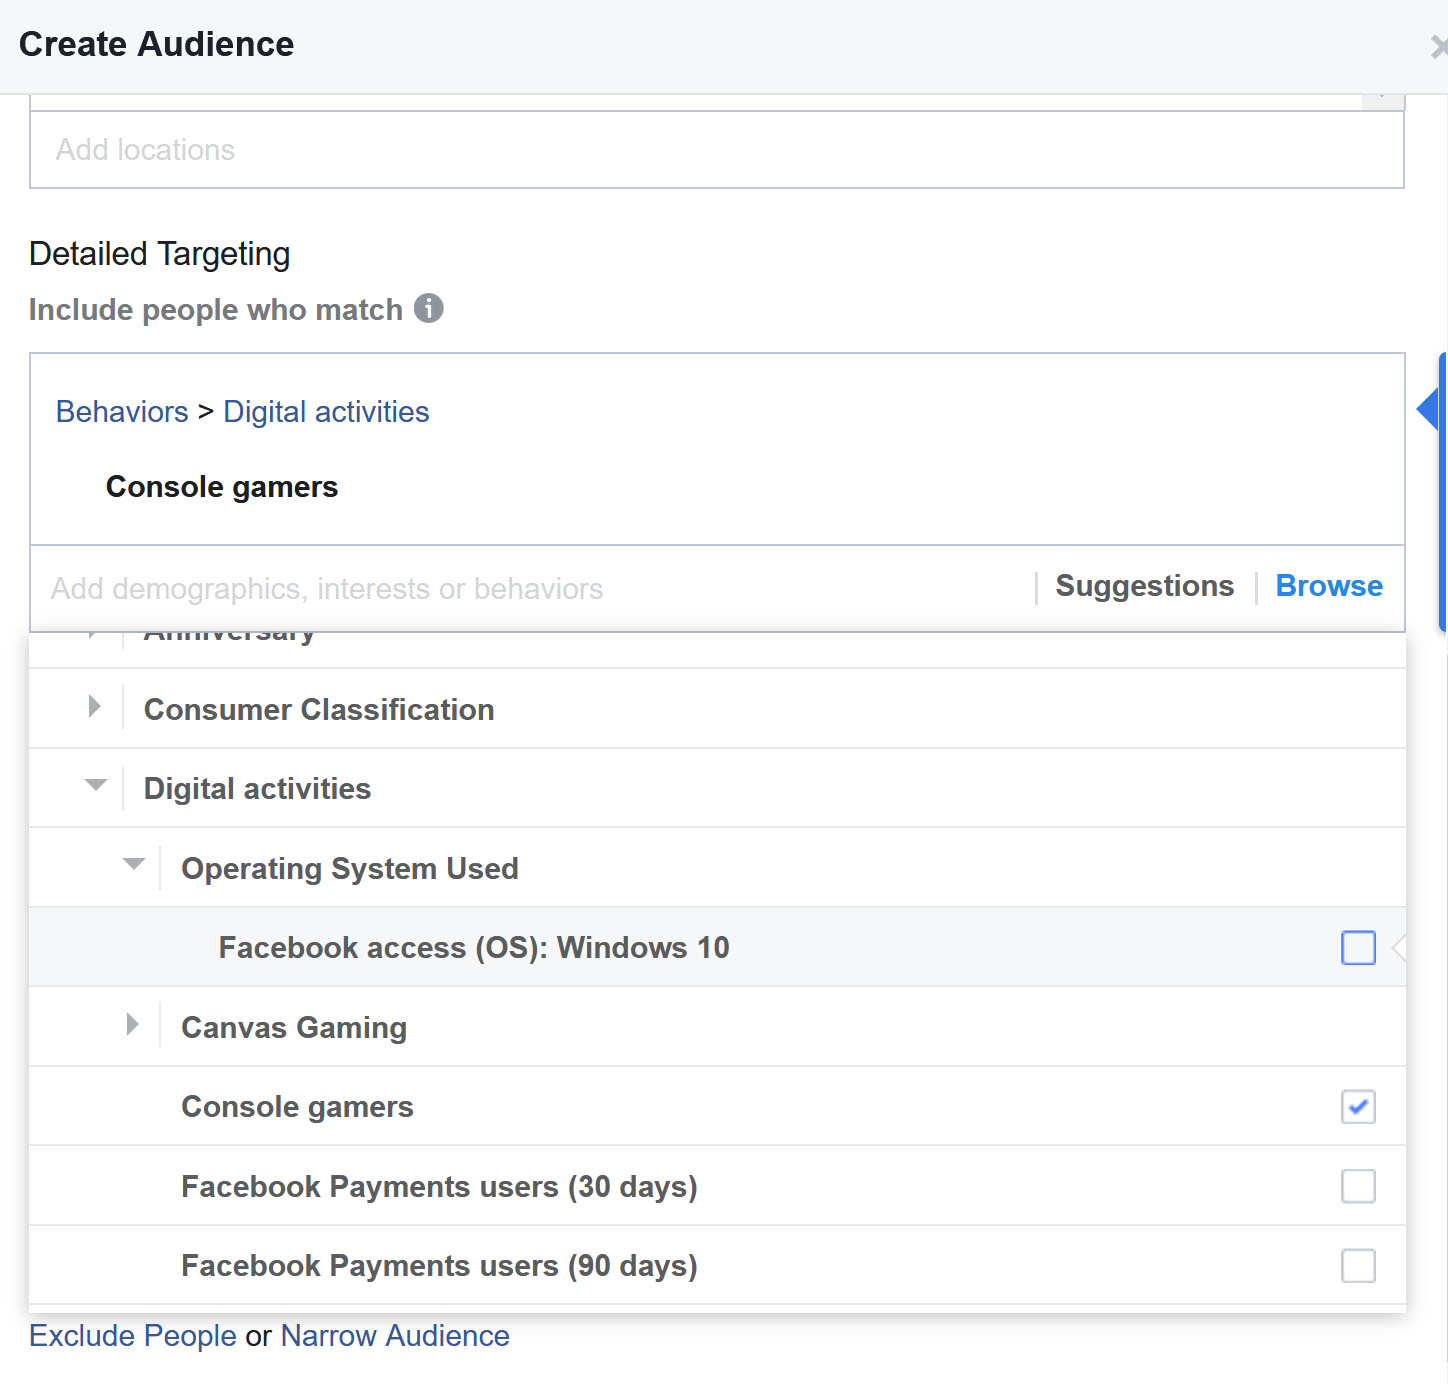 Create Audience
Add locations
Detailed Targeting
Include people who match
Behaviors > Digital activities
Console gamers
Add demographics, interests or behaviors | Suggestions | Browse
Anniversary
Consumer Classification
Digital activities
Operating System Used
Facebook access (OS): Windows 10
Canvas Gaming
Console gamers
Facebook Payments users (30 days)
Facebook Payments users (90 days)
Exclude People or Narrow Audience